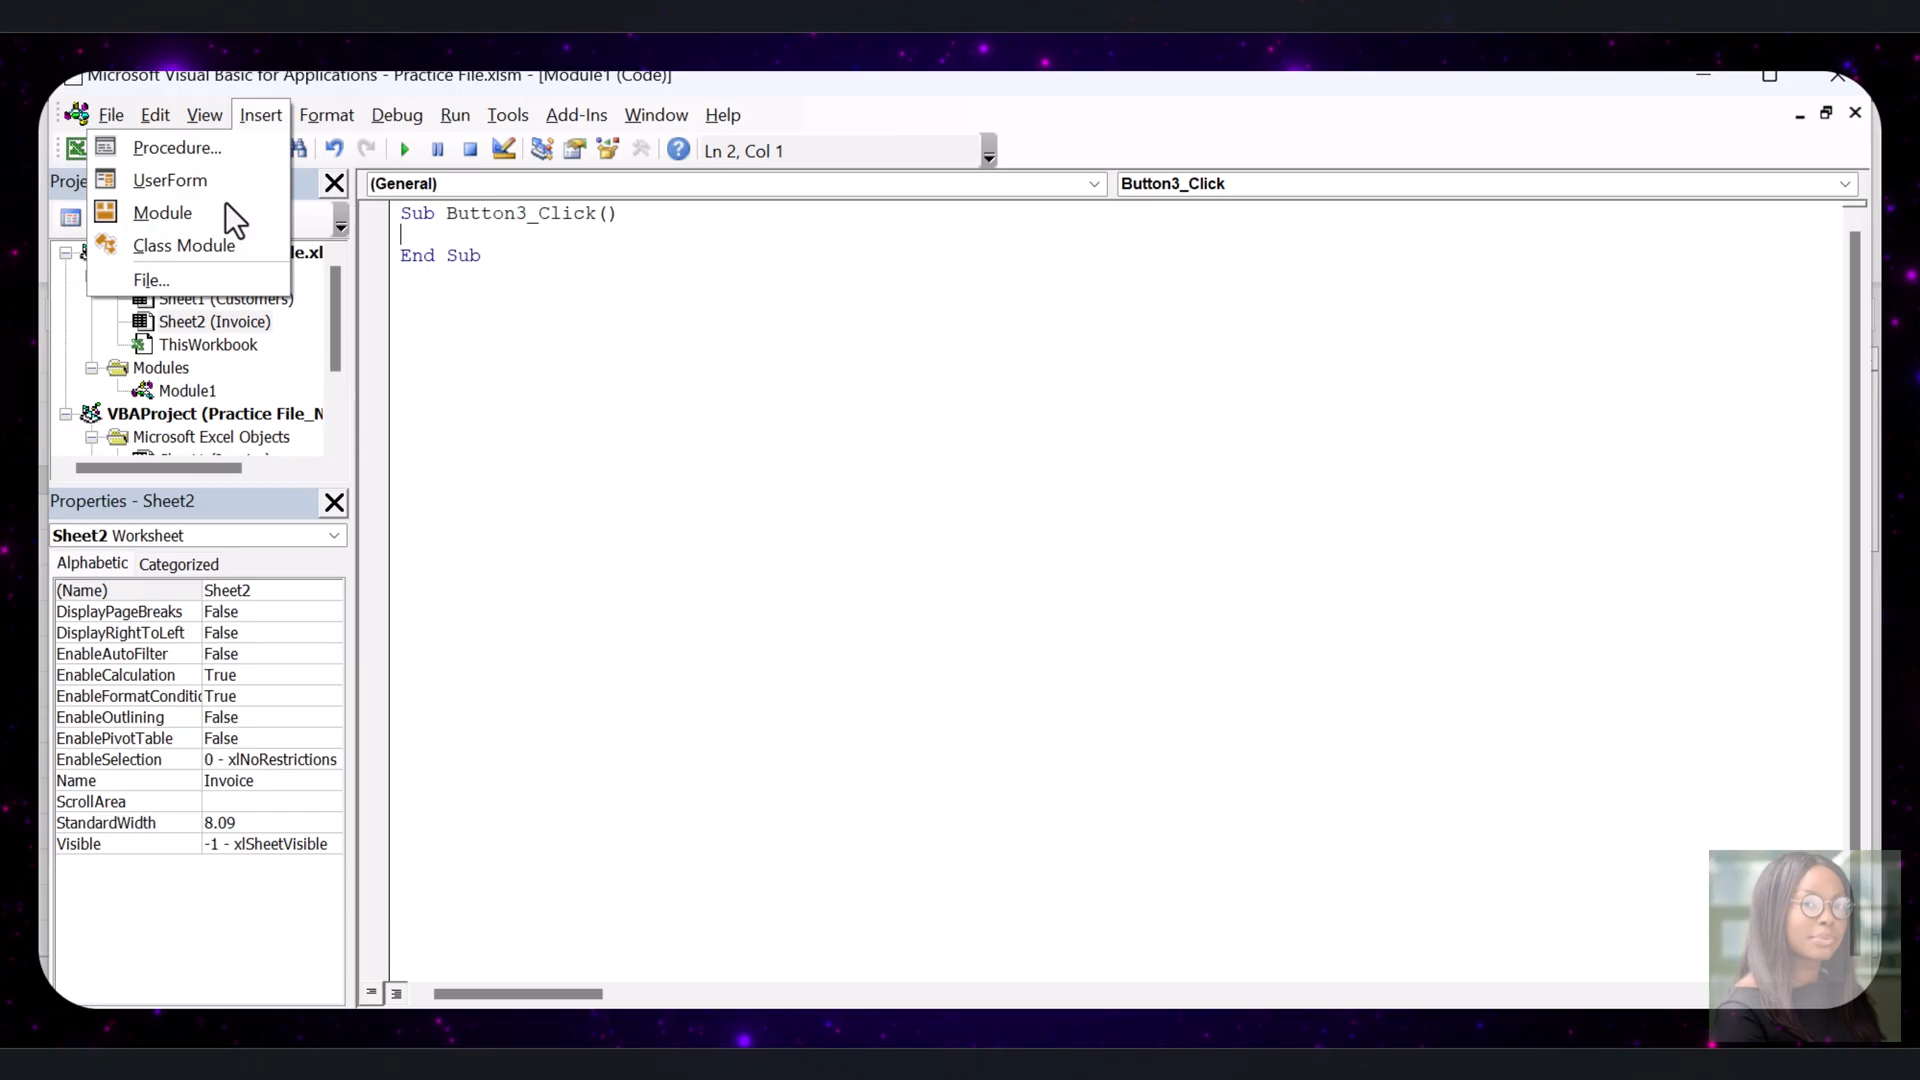 Microsoft Visual Basic for Applications - Practice File.xlsm - [Module1 (Code)]
File Edit View Insert Format Debug Run Tools Add-Ins Window Help
Procedure...
UserForm
Module
Class Module
File...
Ln 2, Col 1
Proje
(General)
Button3_Click
Sub Button3_Click()
End Sub
le.xl
Sheet1 (Customers)
Sheet2 (Invoice)
ThisWorkbook
Modules
Module1
VBAProject (Practice File_N
Microsoft Excel Objects
Properties - Sheet2
Sheet2 Worksheet
Alphabetic Categorized
(Name) Sheet2
DisplayPageBreaks False
DisplayRightToLeft False
EnableAutoFilter False
EnableCalculation True
EnableFormatConditic True
EnableOutlining False
EnablePivotTable False
EnableSelection 0 - xlNoRestrictions
Name Invoice
ScrollArea
StandardWidth 8.09
Visible -1 - xlSheetVisible